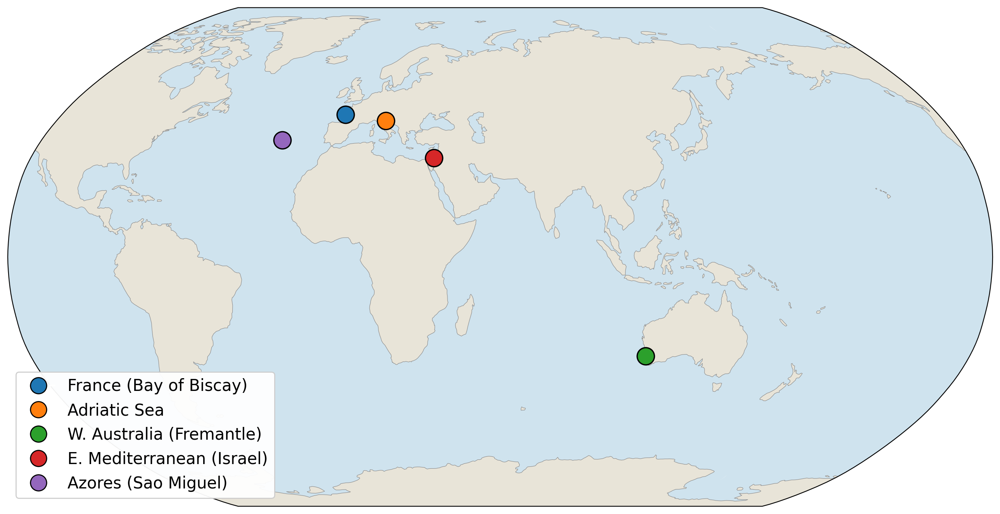 France (Bay of Biscay)
Adriatic Sea
W. Australia (Fremantle)
E. Mediterranean (Israel)
Azores (Sao Miguel)